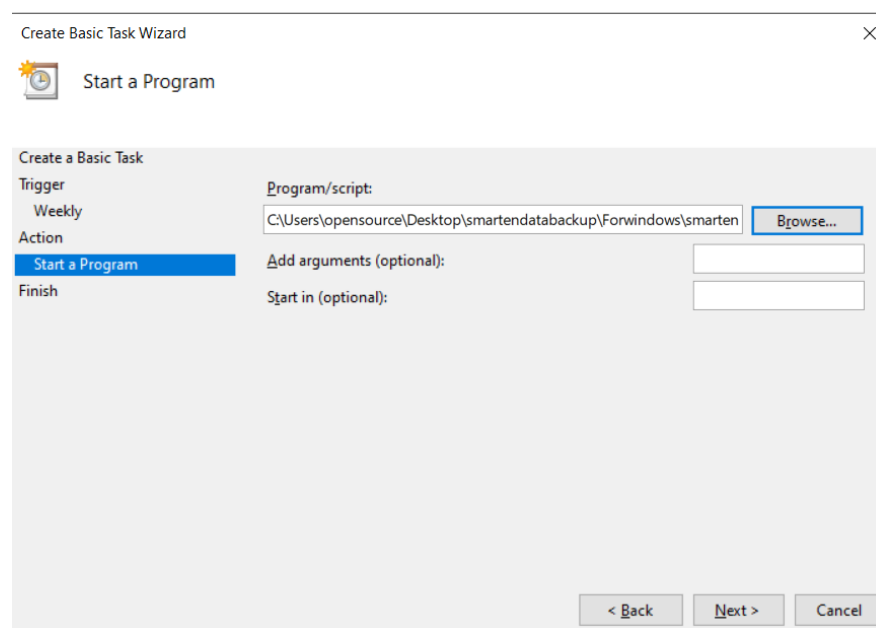 Create Basic Task Wizard
Start a Program
Create a Basic Task
Trigger
Weekly
Action
Start a Program
Finish
Program/script:
C:\Users\opensource\Desktop\smartendatabackup\Forwindows\smarten
Browse...
Add arguments (optional):
Start in (optional):
< Back
Next >
Cancel